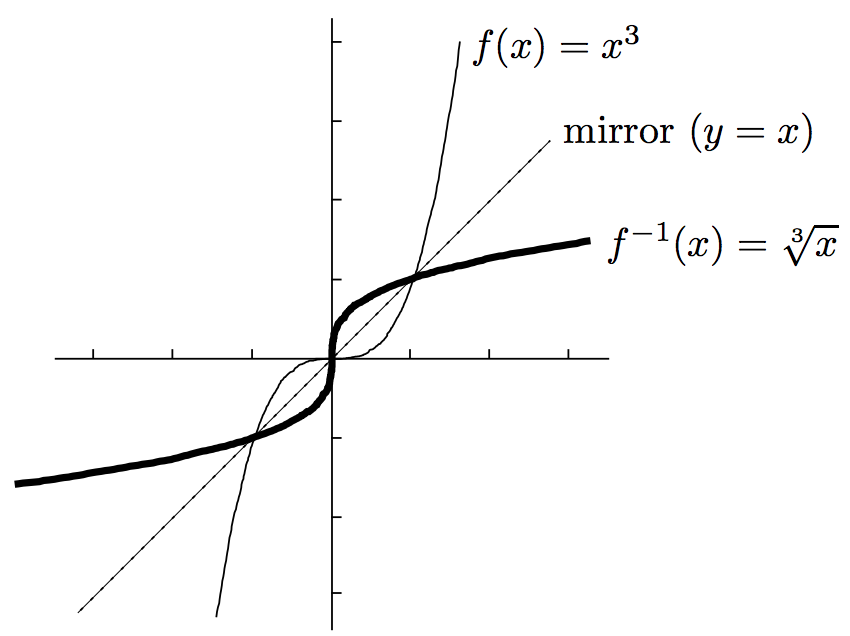 f(x) = x³
mirror (y = x)
f⁻¹(x) = ∛x